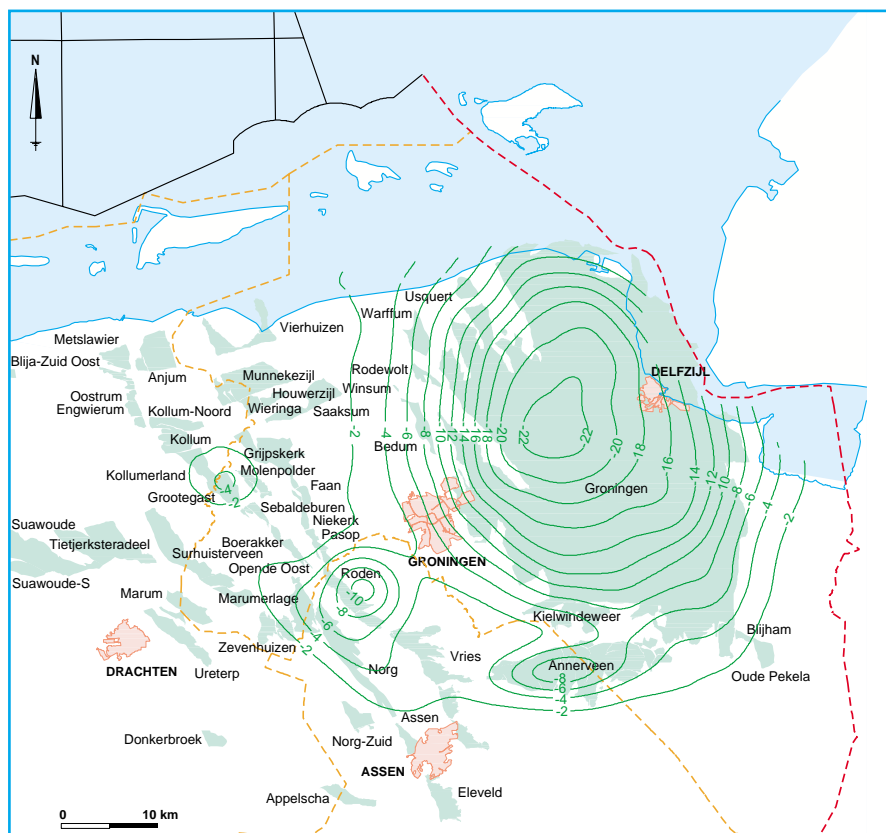 N
Usquert
Warffum
Vierhuizen
Metslawier
Blija-Zuid Oost
Anjum
Munnekezijl
Rodewolt
DELFZIJL
Oostrum
Houwerzijl
Winsum
Engwierum
Kollum-Noord
Wieringa
Saaksum
-2
-4
-6
-8
-10
-12
-14
-16
-18
-20
-22
-22
-20
-18
-16
-14
-12
-10
-8
-6
-4
-2
Kollum
Bedum
Grijpskerk
Molenpolder
Kollumerland
Faan
Groningen
-4
-2
Grootegast
Sebaldeburen
Niekerk
Pasop
Suawoude
Tietjerksteradeel
Boerakker
Surhuisterveen
GRONINGEN
Opende Oost
Roden
Suawoude-S
Marum
Marumerlage
-10
-8
-6
-4
-2
Kielwindeweer
Blijham
Zevenhuizen
Vries
DRACHTEN
Ureterp
Norg
Annerveen
Oude Pekela
-8
-6
-4
-2
Assen
Donkerbroek
Norg-Zuid
ASSEN
Appelscha
Eleveld
0 10 km